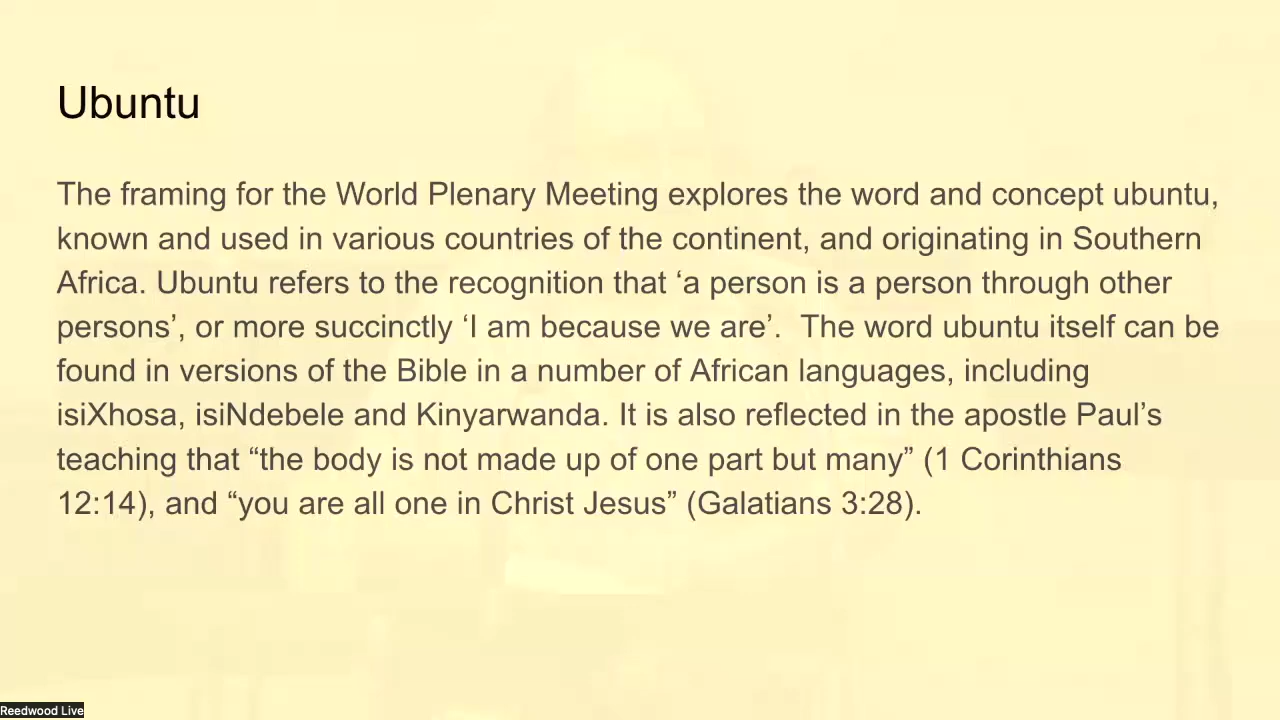 Ubuntu
The framing for the World Plenary Meeting explores the word and concept ubuntu,
known and used in various countries of the continent, and originating in Southern
Africa. Ubuntu refers to the recognition that ‘a person is a person through other
persons’, or more succinctly ‘I am because we are’.  The word ubuntu itself can be
found in versions of the Bible in a number of African languages, including
isiXhosa, isiNdebele and Kinyarwanda. It is also reflected in the apostle Paul’s
teaching that “the body is not made up of one part but many” (1 Corinthians
12:14), and “you are all one in Christ Jesus” (Galatians 3:28).
Reedwood Live